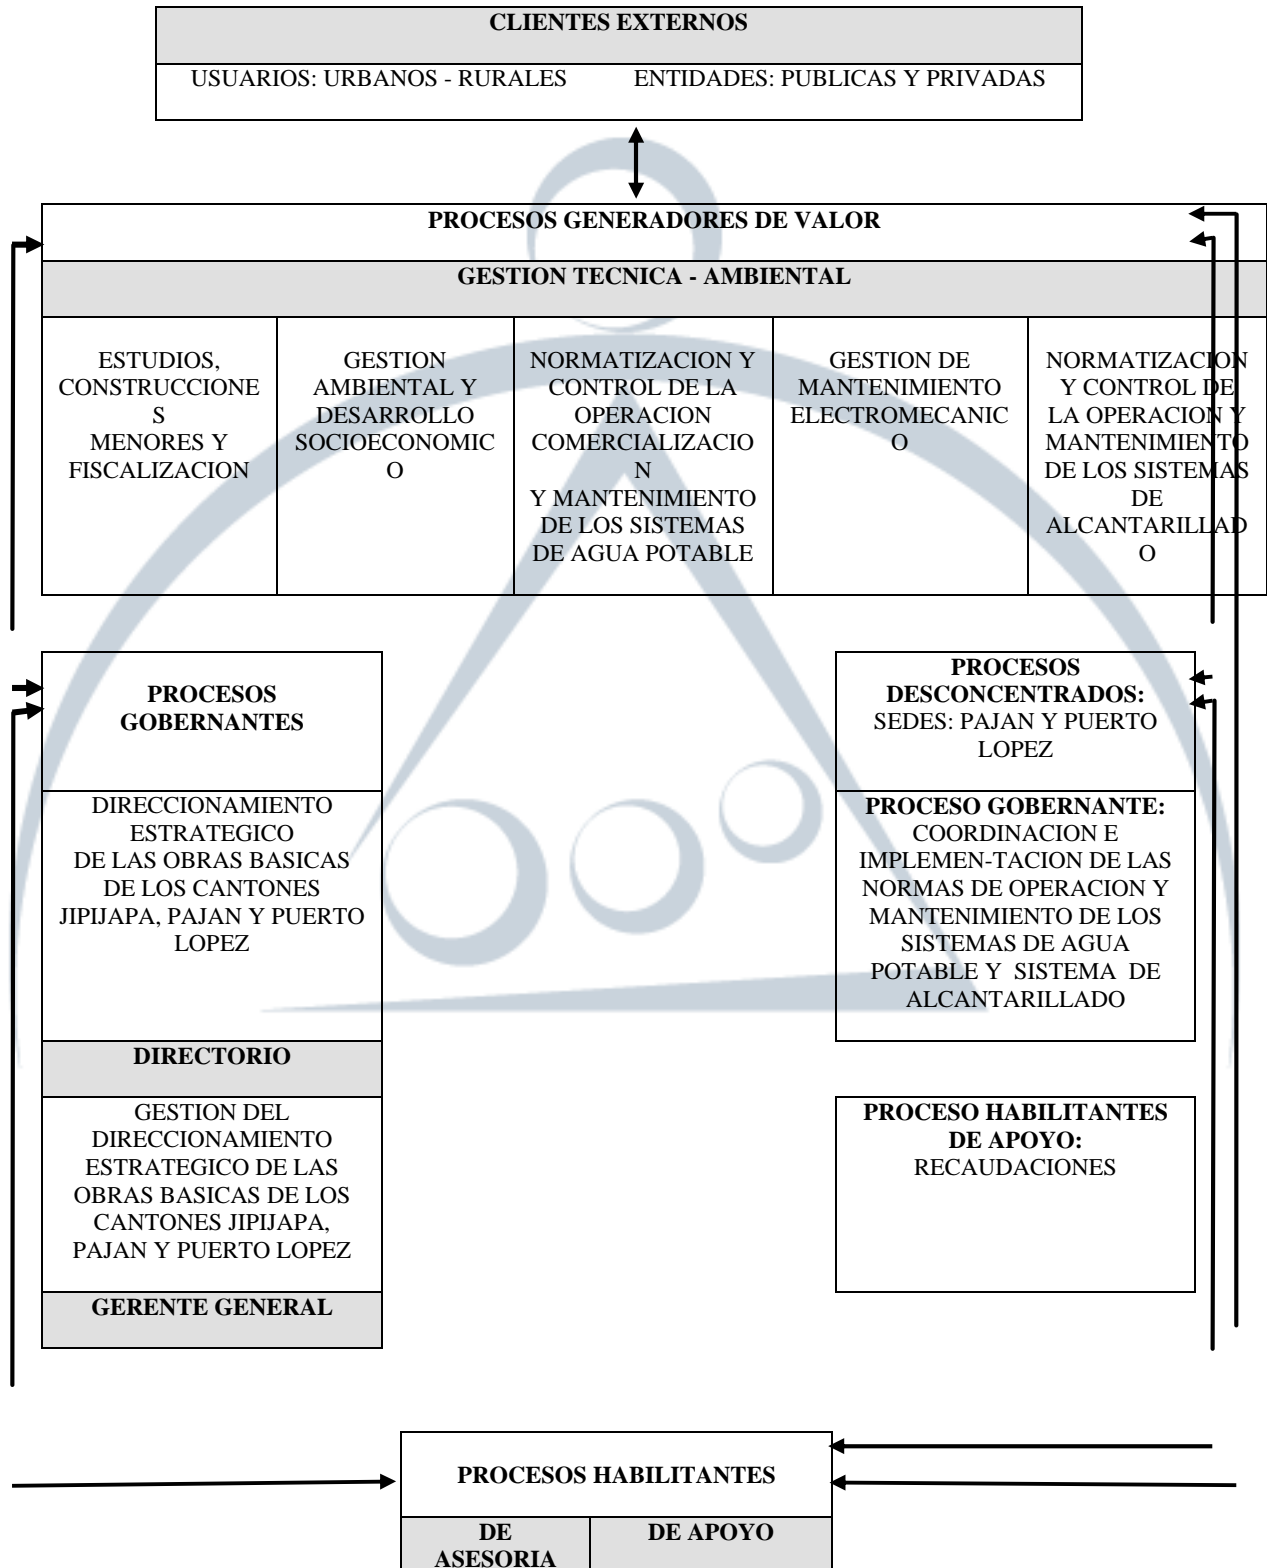 CLIENTES EXTERNOS
USUARIOS: URBANOS - RURALES ENTIDADES: PUBLICAS Y PRIVADAS
PROCESOS GENERADORES DE VALOR
GESTION TECNICA - AMBIENTAL
ESTUDIOS,
CONSTRUCCIONE
S
MENORES Y
FISCALIZACION
GESTION
AMBIENTAL Y
DESARROLLO
SOCIOECONOMIC
O
NORMATIZACION Y
CONTROL DE LA
OPERACION
COMERCIALIZACIO
N
Y MANTENIMIENTO
DE LOS SISTEMAS
DE AGUA POTABLE
GESTION DE
MANTENIMIENTO
ELECTROMECANIC
O
NORMATIZACION
Y CONTROL DE
LA OPERACION Y
MANTENIMIENTO
DE LOS SISTEMAS
DE
ALCANTARILLAD
O
PROCESOS
GOBERNANTES
DIRECCIONAMIENTO
ESTRATEGICO
DE LAS OBRAS BASICAS
DE LOS CANTONES
JIPIJAPA, PAJAN Y PUERTO
LOPEZ
DIRECTORIO
GESTION DEL
DIRECCIONAMIENTO
ESTRATEGICO DE LAS
OBRAS BASICAS DE LOS
CANTONES JIPIJAPA,
PAJAN Y PUERTO LOPEZ
GERENTE GENERAL
PROCESOS
DESCONCENTRADOS:
SEDES: PAJAN Y PUERTO
LOPEZ
PROCESO GOBERNANTE:
COORDINACION E
IMPLEMEN-TACION DE LAS
NORMAS DE OPERACION Y
MANTENIMIENTO DE LOS
SISTEMAS DE AGUA
POTABLE Y SISTEMA DE
ALCANTARILLADO
PROCESO HABILITANTES
DE APOYO:
RECAUDACIONES
PROCESOS HABILITANTES
DE
ASESORIA
DE APOYO